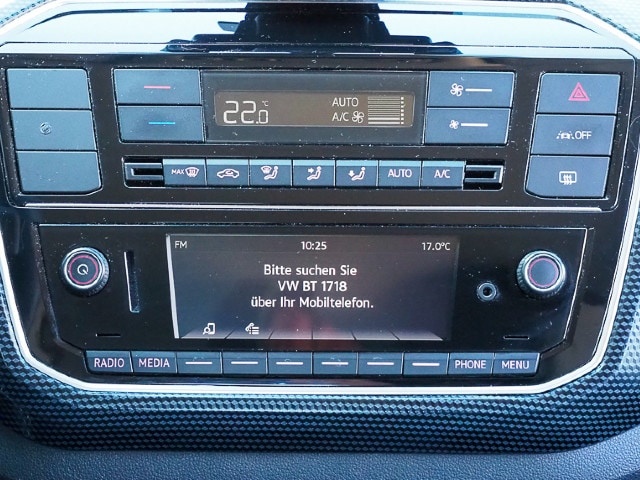 22.0 °C
AUTO
A/C
OFF
MAX
AUTO
A/C
FM 10:25 17.0°C
Bitte suchen Sie
VW BT 1718
über Ihr Mobiltelefon.
RADIO MEDIA PHONE MENU